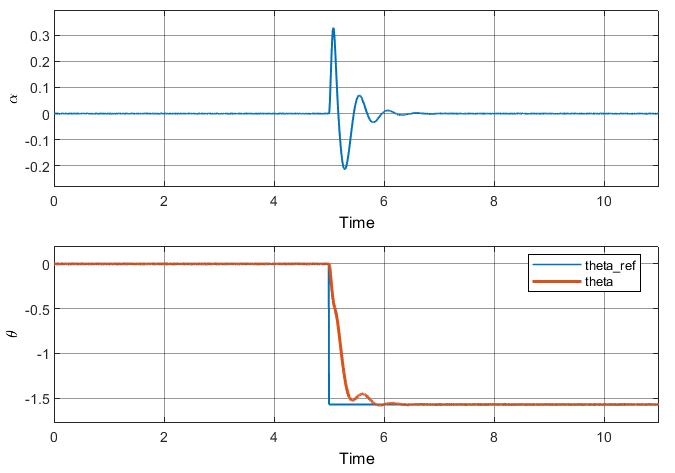 0.3
0.2
0.1
0
-0.1
-0.2
α
0 2 4 6 8 10
Time
0
-0.5
-1
-1.5
θ
theta_ref
theta
0 2 4 6 8 10
Time